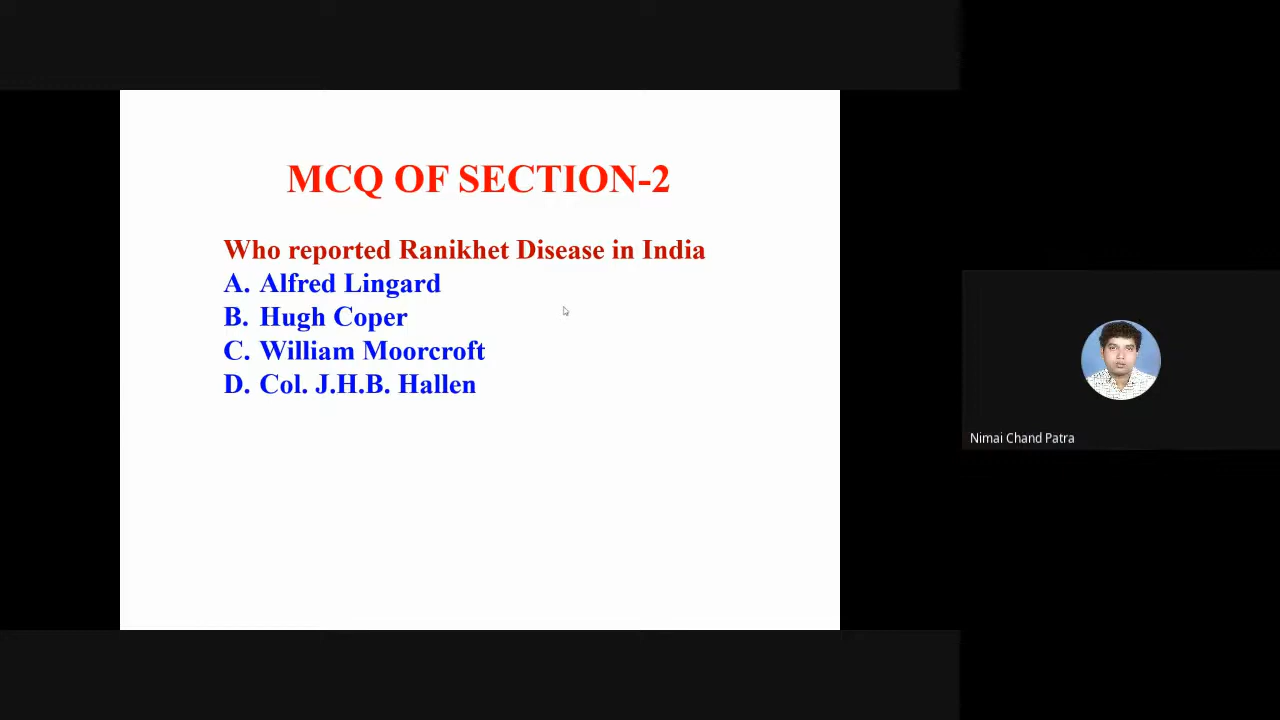 MCQ OF SECTION-2
Who reported Ranikhet Disease in India
A. Alfred Lingard
B. Hugh Coper
C. William Moorcroft
D. Col. J.H.B. Hallen
Nimai Chand Patra